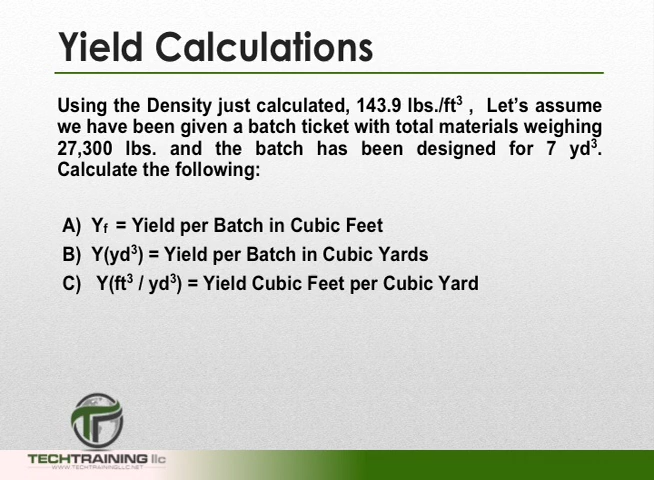 Yield Calculations
Using the Density just calculated, 143.9 lbs./ft³ , Let's assume
we have been given a batch ticket with total materials weighing
27,300 lbs. and the batch has been designed for 7 yd³.
Calculate the following:
A) Yf = Yield per Batch in Cubic Feet
B) Y(yd³) = Yield per Batch in Cubic Yards
C) Y(ft³ / yd³) = Yield Cubic Feet per Cubic Yard
TECHTRAINING llc
WWW.TECHTRAININGLLC.NET